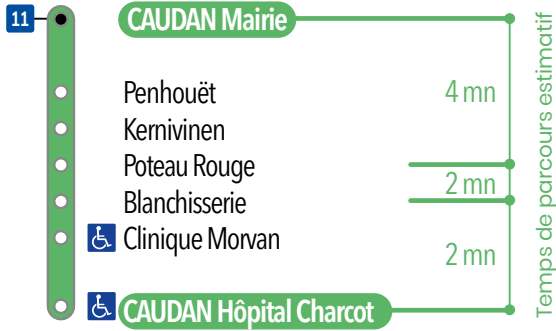 11 CAUDAN Mairie
Penhouët 4 mn
Kernivinen
Poteau Rouge
2 mn
Blanchisserie
Clinique Morvan
2 mn
CAUDAN Hôpital Charcot
Temps de parcours estimatif